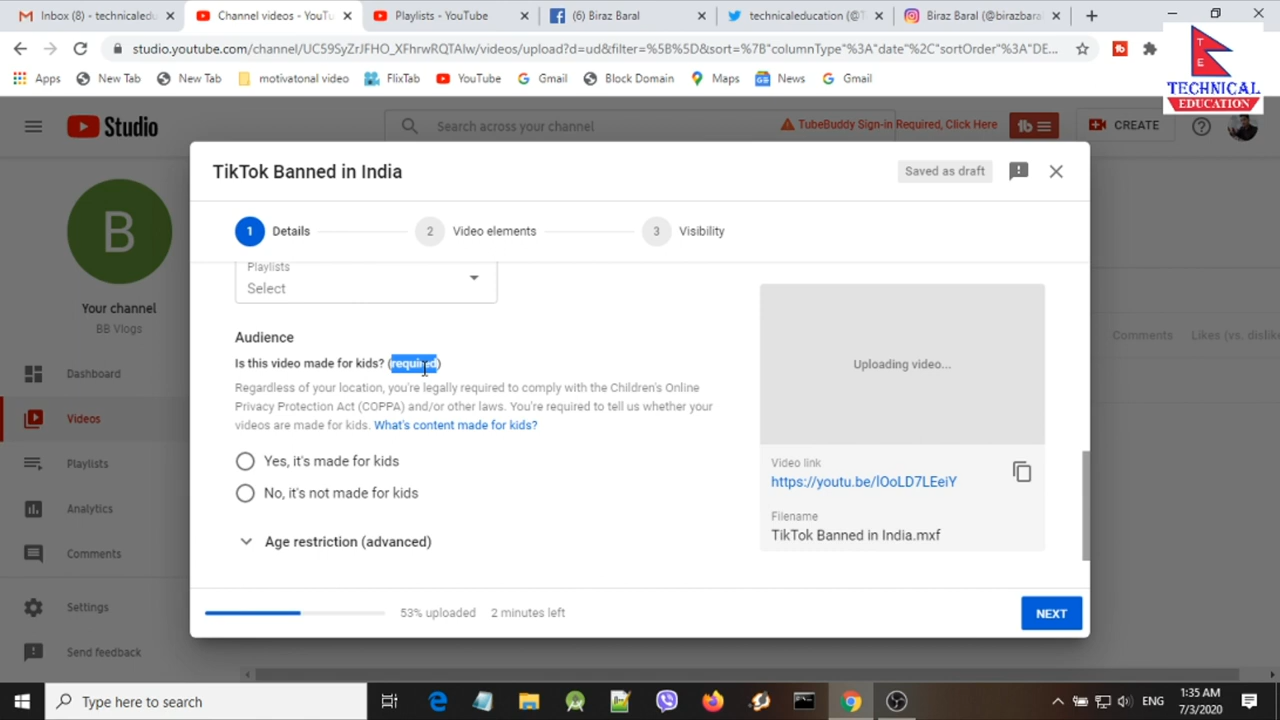 Inbox (8) - technicaled
Channel videos - YouTu
Playlists - YouTube
(6) Biraz Baral
technicaleducation (@T
Biraz Baral (@birazbara
studio.youtube.com/channel/UC59SyZrJFHO_XFhrwRQTAIw/videos/upload?d=ud&filter=%5B%5D&sort=%7B"columnType"%3A"date"%2C"sortOrder"%3A"DE...
Apps
New Tab
New Tab
motivatonal video
FlixTab
YouTube
Gmail
Block Domain
Maps
News
Gmail
T
E
TECHNICAL
EDUCATION
Studio
Search across your channel
TubeBuddy Sign-in Required, Click Here
tb
CREATE
TikTok Banned in India
Saved as draft
1 Details
2 Video elements
3 Visibility
B
Your channel
BB Vlogs
Dashboard
Videos
Playlists
Analytics
Comments
Settings
Send feedback
Comments
Likes (vs. dislike
Playlists
Select
Audience
Is this video made for kids? (required)
Regardless of your location, you're legally required to comply with the Children's Online
Privacy Protection Act (COPPA) and/or other laws. You're required to tell us whether your
videos are made for kids. What's content made for kids?
Yes, it's made for kids
No, it's not made for kids
Age restriction (advanced)
Uploading video...
Video link
https://youtu.be/lOoLD7LEeiY
Filename
TikTok Banned in India.mxf
53% uploaded
2 minutes left
NEXT
Type here to search
ENG
1:35 AM
7/3/2020